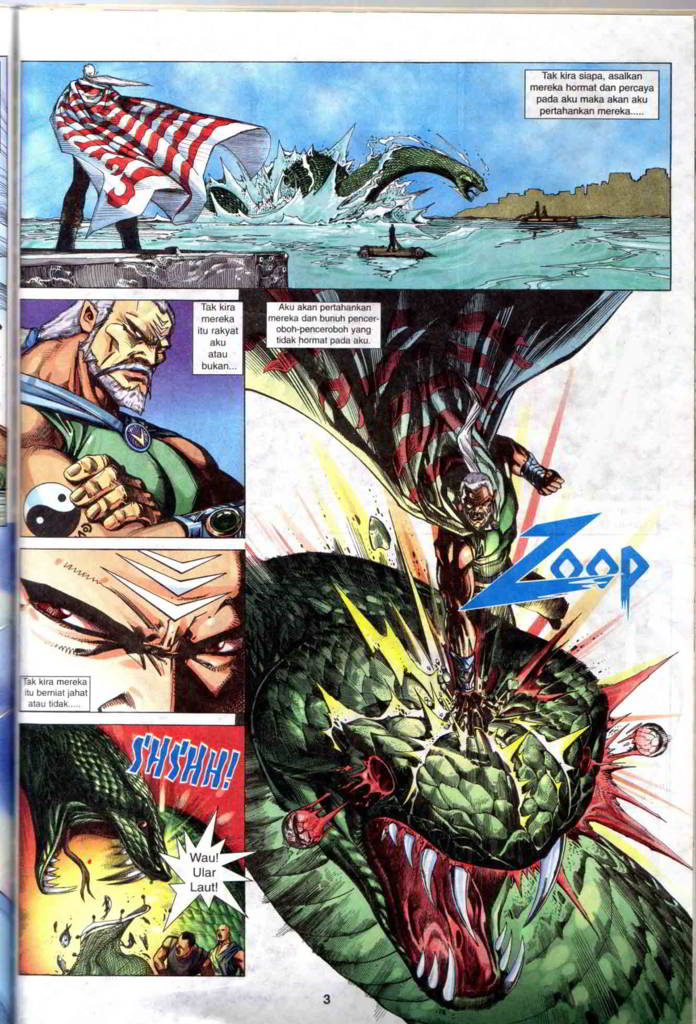 Tak kira siapa, asalkan
mereka hormat dan percaya
pada aku maka akan aku
pertahankan mereka.....
Tak kira
mereka
itu rakyat
aku
atau
bukan...
Aku akan pertahankan
mereka dan bunuh pencer-
oboh-penceroboh yang
tidak hormat pada aku.
ZOOP
Tak kira mereka
itu berniat jahat
atau tidak.....
S'HS'HH!
Wau!
Ular
Laut!
3